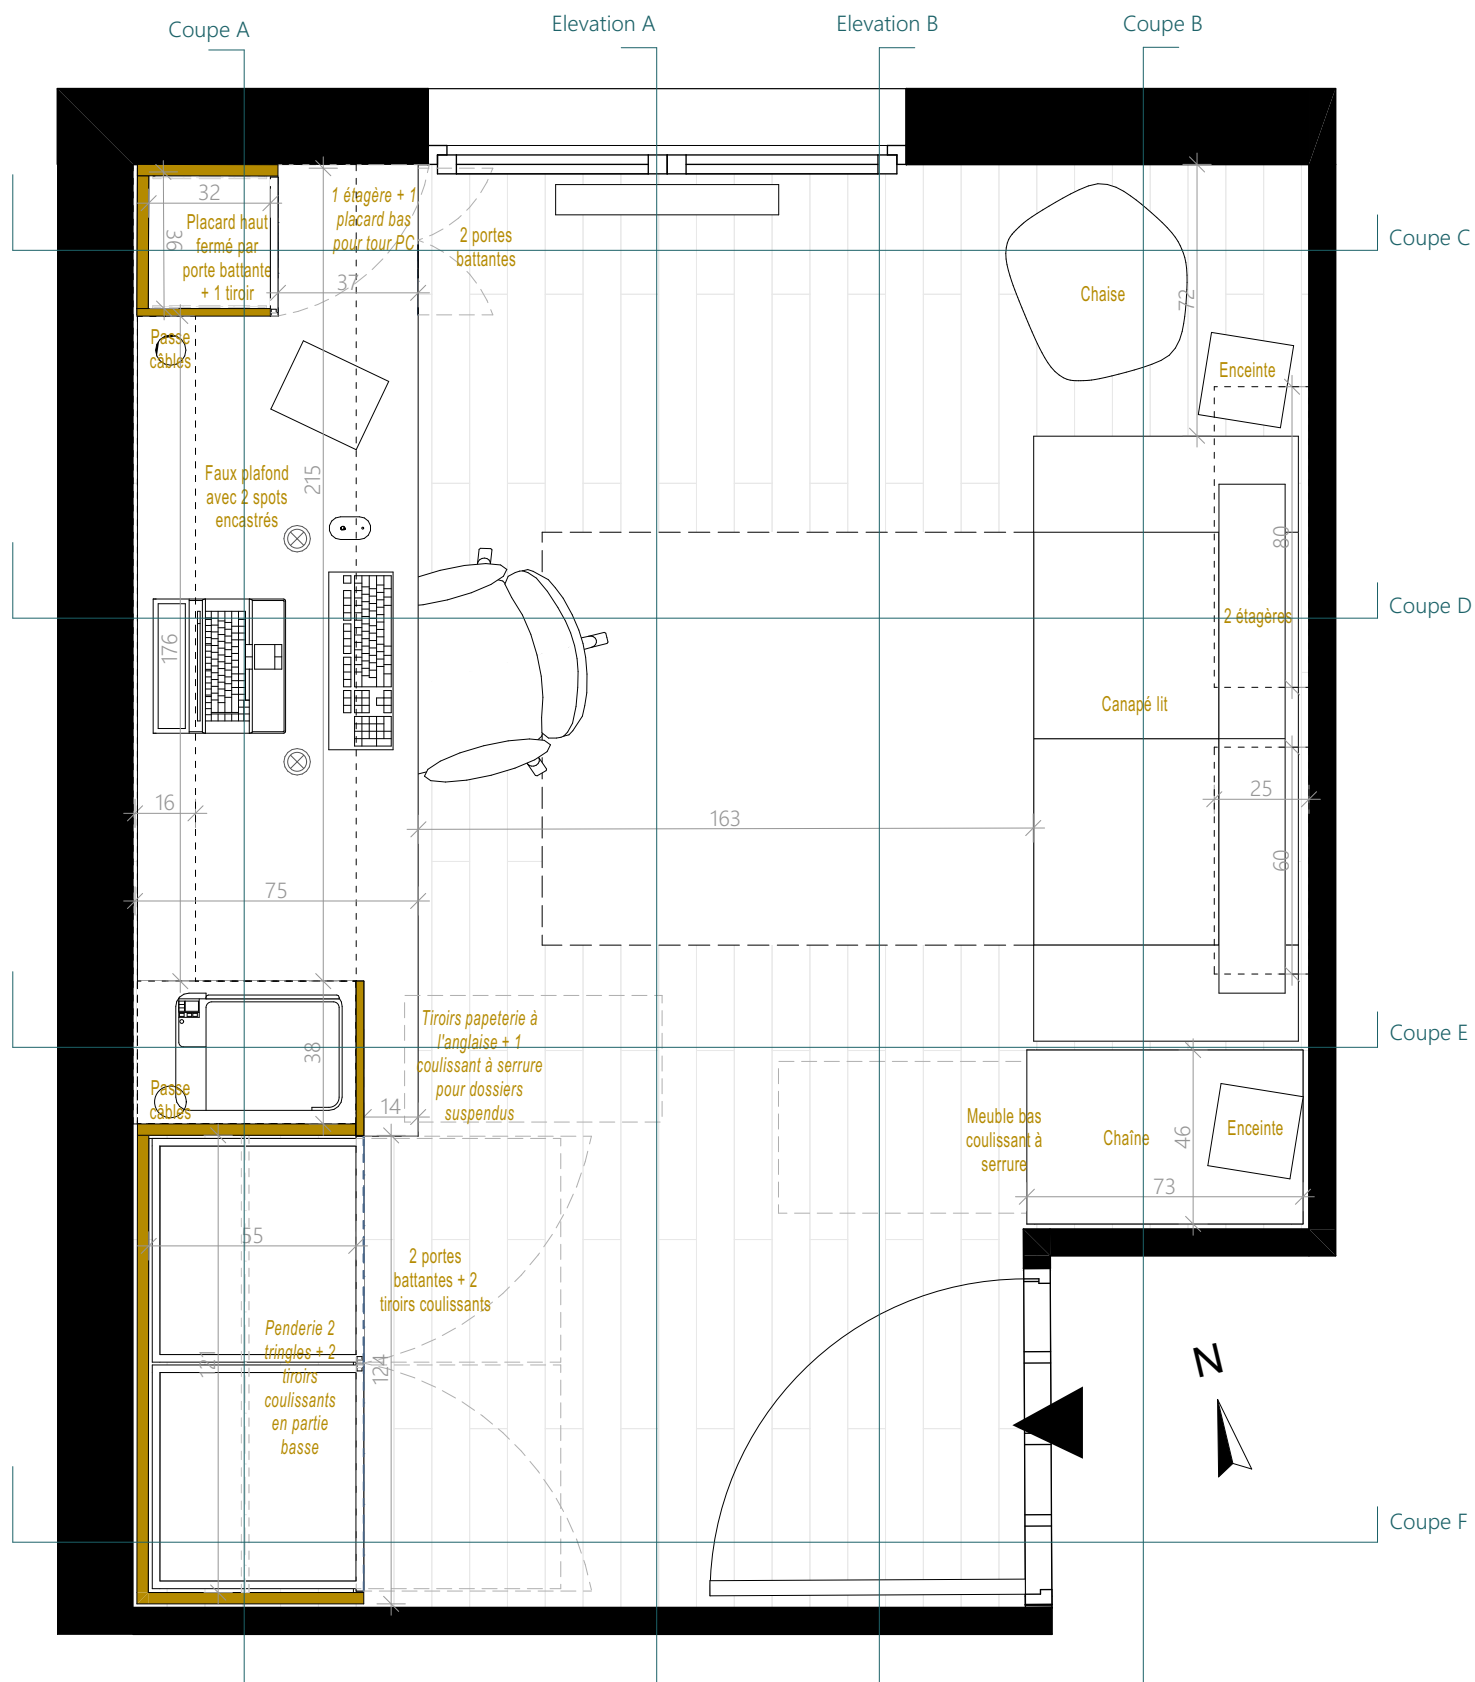 Coupe A
Elevation A
Elevation B
Coupe B
32
36
Placard haut
fermé par
porte battante
+ 1 tiroir
1 étagère + 1
placard bas
pour tour PC
37
2 portes
battantes
Coupe C
Chaise
72
Passe
câbles
Enceinte
Faux plafond
avec 2 spots
encastrés
215
80
Coupe D
2 étagères
176
Canapé lit
16
163
25
75
60
Tiroirs papeterie à
l'anglaise + 1
coulissant à serrure
pour dossiers
suspendus
38
14
Coupe E
Passe
câbles
Meuble bas
coulissant à
serrure
Chaîne
46
Enceinte
73
55
2 portes
battantes + 2
tiroirs coulissants
Penderie 2
tringles + 2
tiroirs
coulissants
en partie
basse
121
124
N
Coupe F